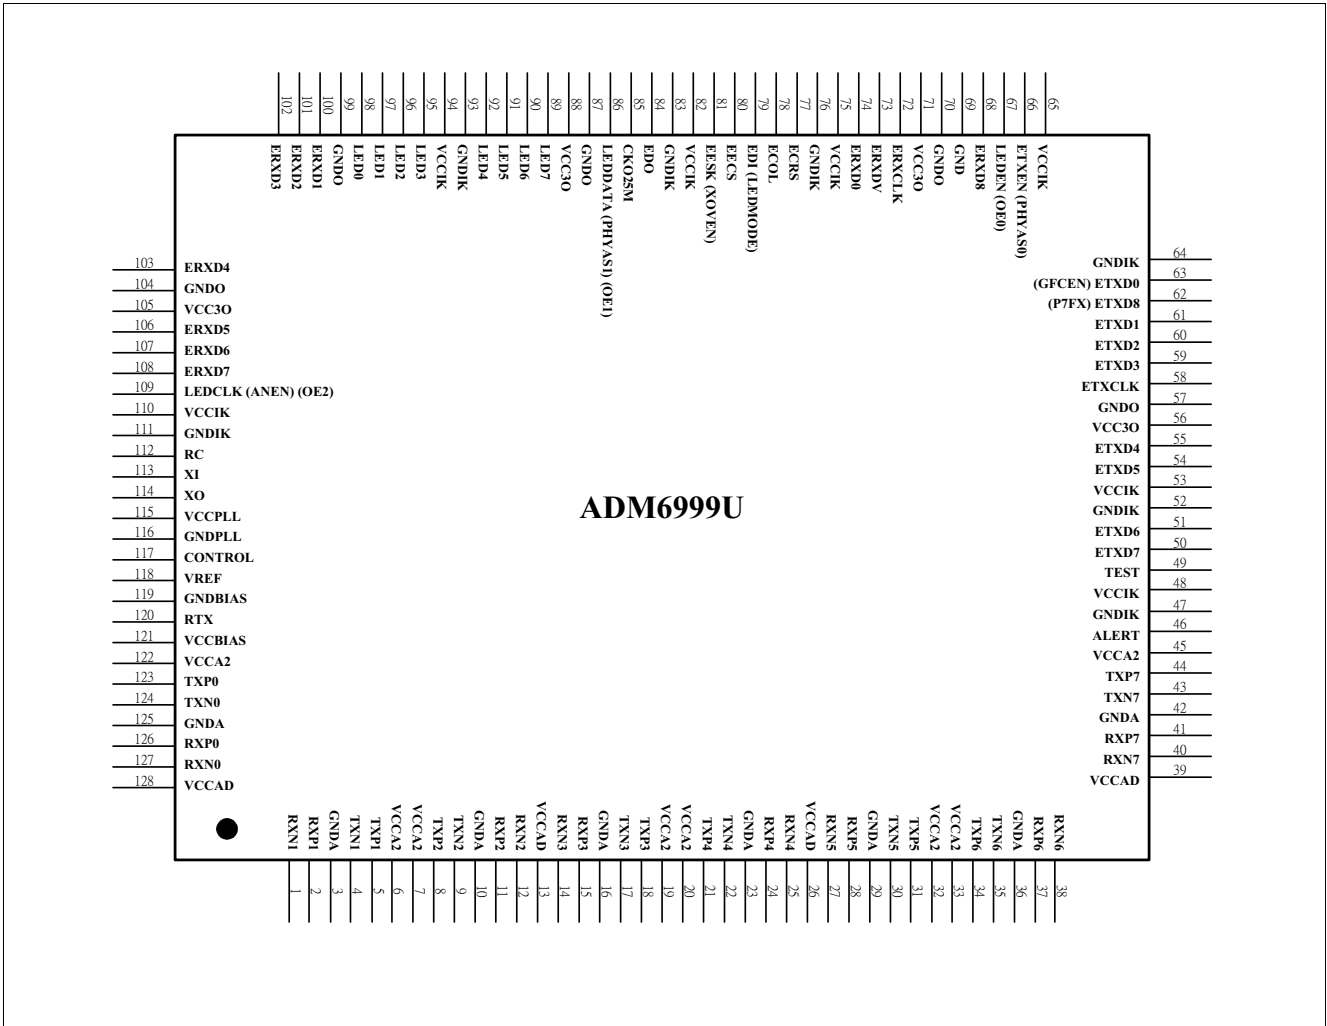 102 101 100 99 98 97 96 95 94 93 92 91 90 89 88 87 86 85 84 83 82 81 80 79 78 77 76 75 74 73 72 71 70 69 68 67 66 65
ERXD3
ERXD2
ERXD1
GNDO
LED0
LED1
LED2
LED3
VCCIK
GNDIK
LED4
LED5
LED6
LED7
VCC3O
GNDO
LEDDATA (PHYAS1) (OE1)
CKO25M
EDO
GNDIK
VCCIK
EESK (XOVEN)
EECS
EDI (LEDMODE)
ECOL
ECRS
GNDIK
VCCIK
ERXD0
ERXDV
ERXCLK
VCC3O
GNDO
GND
ERXD8
LEDEN (OE0)
ETXEN (PHYAS0)
VCCIK
103 ERXD4
104 GNDO
105 VCC3O
106 ERXD5
107 ERXD6
108 ERXD7
109 LEDCLK (ANEN) (OE2)
110 VCCIK
111 GNDIK
112 RC
113 XI
114 XO
115 VCCPLL
116 GNDPLL
117 CONTROL
118 VREF
119 GNDBIAS
120 RTX
121 VCCBIAS
122 VCCA2
123 TXP0
124 TXN0
125 GNDA
126 RXP0
127 RXN0
128 VCCAD
ADM6999U
GNDIK 64
(GFCEN) ETXD0 63
(P7FX) ETXD8 62
ETXD1 61
ETXD2 60
ETXD3 59
ETXCLK 58
GNDO 57
VCC3O 56
ETXD4 55
ETXD5 54
VCCIK 53
GNDIK 52
ETXD6 51
ETXD7 50
TEST 49
VCCIK 48
GNDIK 47
ALERT 46
VCCA2 45
TXP7 44
TXN7 43
GNDA 42
RXP7 41
RXN7 40
VCCAD 39
RXN1
RXP1
GNDA
TXN1
TXP1
VCCA2
VCCA2
TXP2
TXN2
GNDA
RXP2
RXN2
VCCAD
RXN3
RXP3
GNDA
TXN3
TXP3
VCCA2
VCCA2
TXP4
TXN4
GNDA
RXP4
RXN4
VCCAD
RXN5
RXP5
GNDA
TXN5
TXP5
VCCA2
VCCA2
TXP6
TXN6
GNDA
RXP6
RXN6
1 2 3 4 5 6 7 8 9 10 11 12 13 14 15 16 17 18 19 20 21 22 23 24 25 26 27 28 29 30 31 32 33 34 35 36 37 38